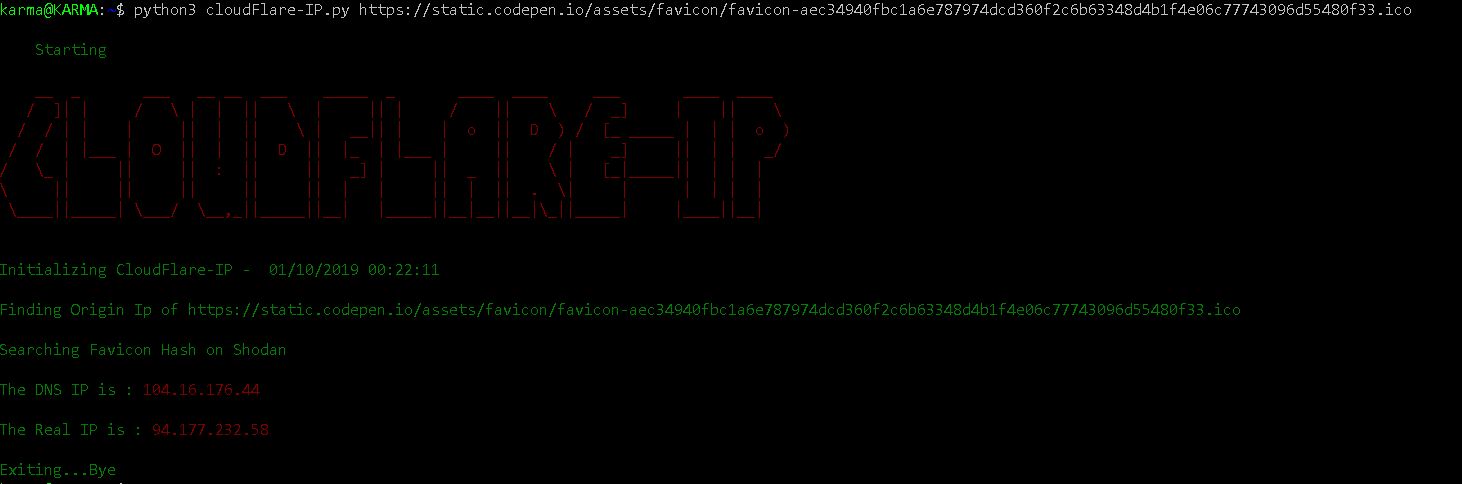 karma@KARMA:~$ python3 cloudFlare-IP.py https://static.codepen.io/assets/favicon/favicon-aec34940fbc1a6e787974dcd360f2c6b63348d4b1f4e06c77743096d55480f33.ico
Starting
CLOUDFLARE-IP
Initializing CloudFlare-IP -  01/10/2019 00:22:11
Finding Origin Ip of https://static.codepen.io/assets/favicon/favicon-aec34940fbc1a6e787974dcd360f2c6b63348d4b1f4e06c77743096d55480f33.ico
Searching Favicon Hash on Shodan
The DNS IP is : 104.16.176.44
The Real IP is : 94.177.232.58
Exiting...Bye